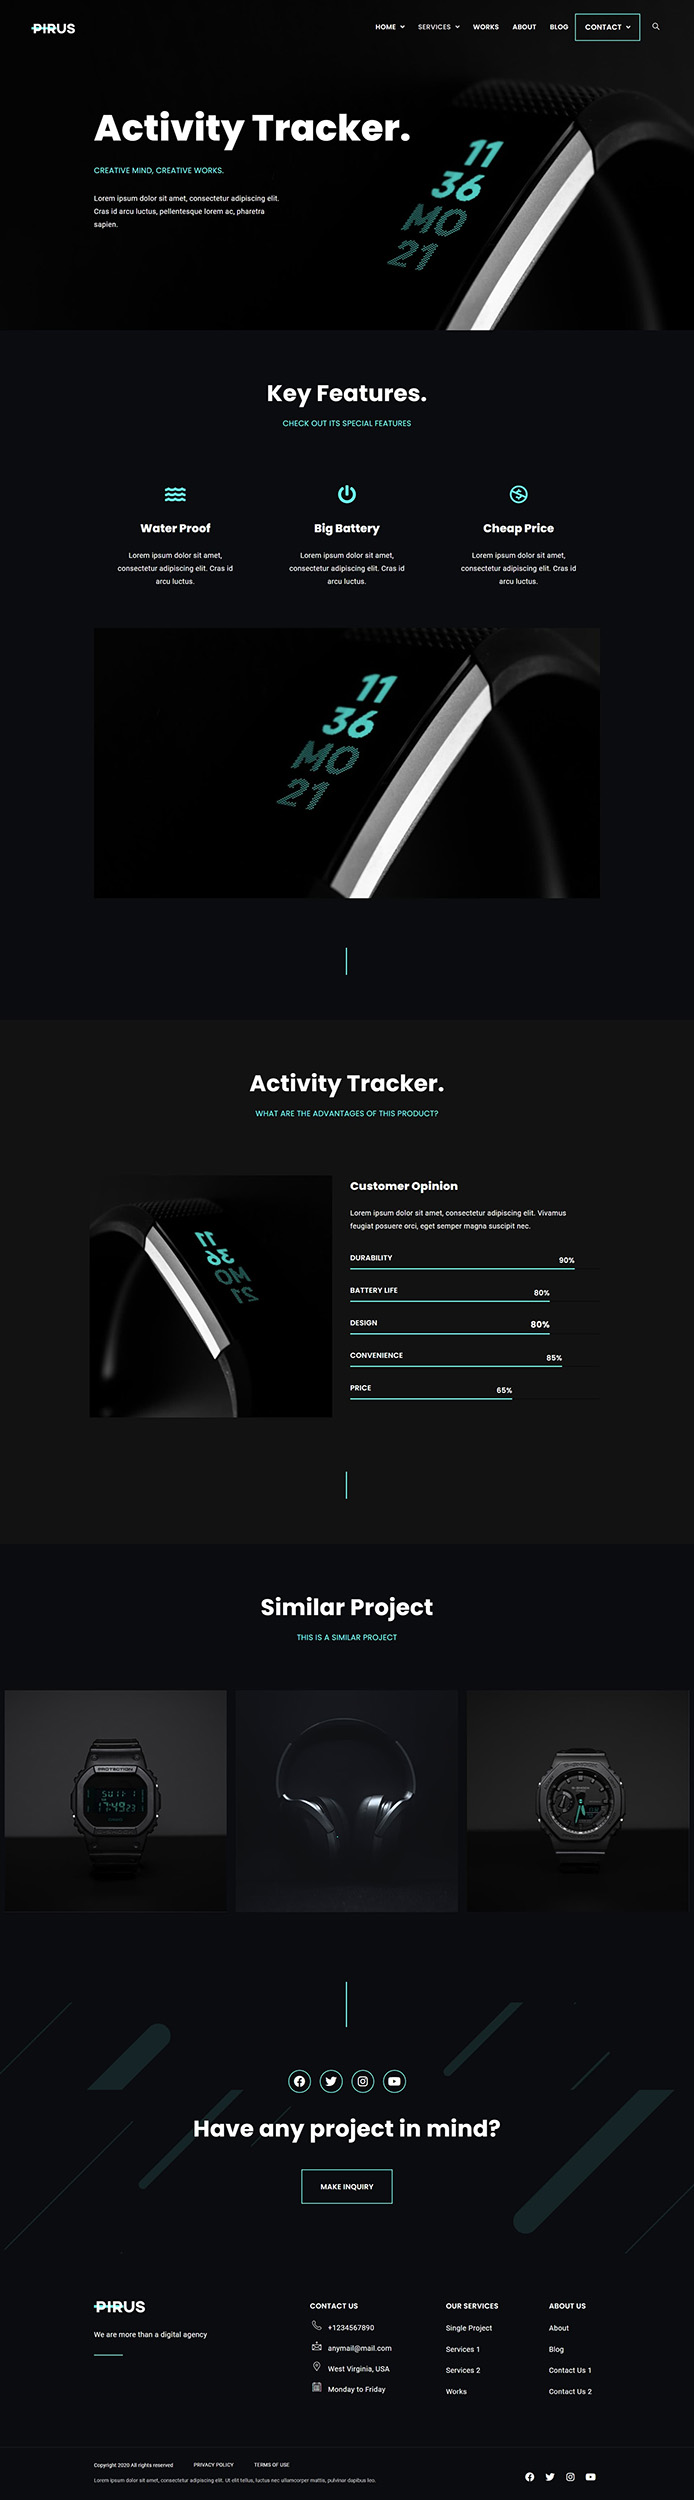 PIRUS
HOME
SERVICES
WORKS
ABOUT
BLOG
CONTACT
Activity Tracker.
CREATIVE MIND, CREATIVE WORKS.
Lorem ipsum dolor sit amet, consectetur adipiscing elit.
Cras id arcu luctus, pellentesque lorem ac, pharetra
sapien.
11
36
MO
21
Key Features.
CHECK OUT ITS SPECIAL FEATURES
Water Proof
Lorem ipsum dolor sit amet,
consectetur adipiscing elit. Cras id
arcu luctus.
Big Battery
Lorem ipsum dolor sit amet,
consectetur adipiscing elit. Cras id
arcu luctus.
Cheap Price
Lorem ipsum dolor sit amet,
consectetur adipiscing elit. Cras id
arcu luctus.
11
36
MO
21
Activity Tracker.
WHAT ARE THE ADVANTAGES OF THIS PRODUCT?
11
36
MO
21
Customer Opinion
Lorem ipsum dolor sit amet, consectetur adipiscing elit. Vivamus
feugiat posuere orci, eget semper magna suscipit nec.
DURABILITY 90%
BATTERY LIFE 80%
DESIGN 80%
CONVENIENCE 85%
PRICE 65%
Similar Project
THIS IS A SIMILAR PROJECT
PROTECTION
17:49 23
Have any project in mind?
MAKE INQUIRY
PIRUS
We are more than a digital agency
CONTACT US
+1234567890
anymail@mail.com
West Virginia, USA
Monday to Friday
OUR SERVICES
Single Project
Services 1
Services 2
Works
ABOUT US
About
Blog
Contact Us 1
Contact Us 2
Copyright 2020 All rights reserved
PRIVACY POLICY
TERMS OF USE
Lorem ipsum dolor sit amet, consectetur adipiscing elit. Ut elit tellus, luctus nec ullamcorper mattis, pulvinar dapibus leo.